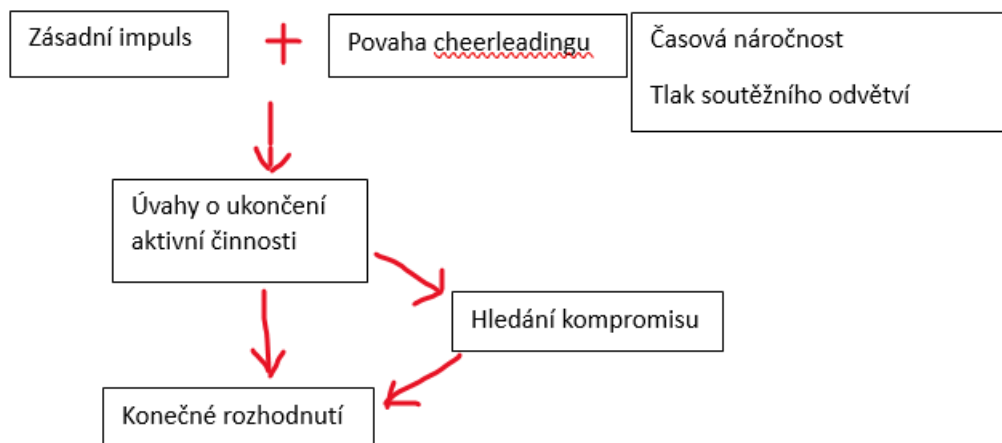 Zásadní impuls
+
Povaha cheerleadingu
Časová náročnost
Tlak soutěžního odvětví
Úvahy o ukončení
aktivní činnosti
Hledání kompromisu
Konečné rozhodnutí